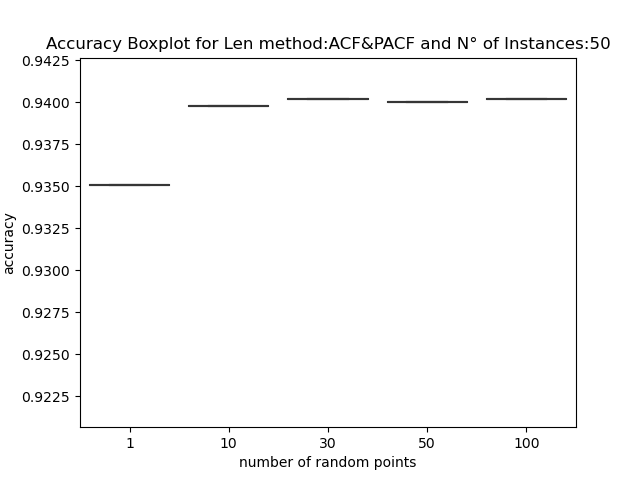 Accuracy Boxplot for Len method:ACF&PACF and N° of Instances:50
0.9425
0.9400
0.9375
0.9350
0.9325
0.9300
0.9275
0.9250
0.9225
accuracy
1 10 30 50 100
number of random points